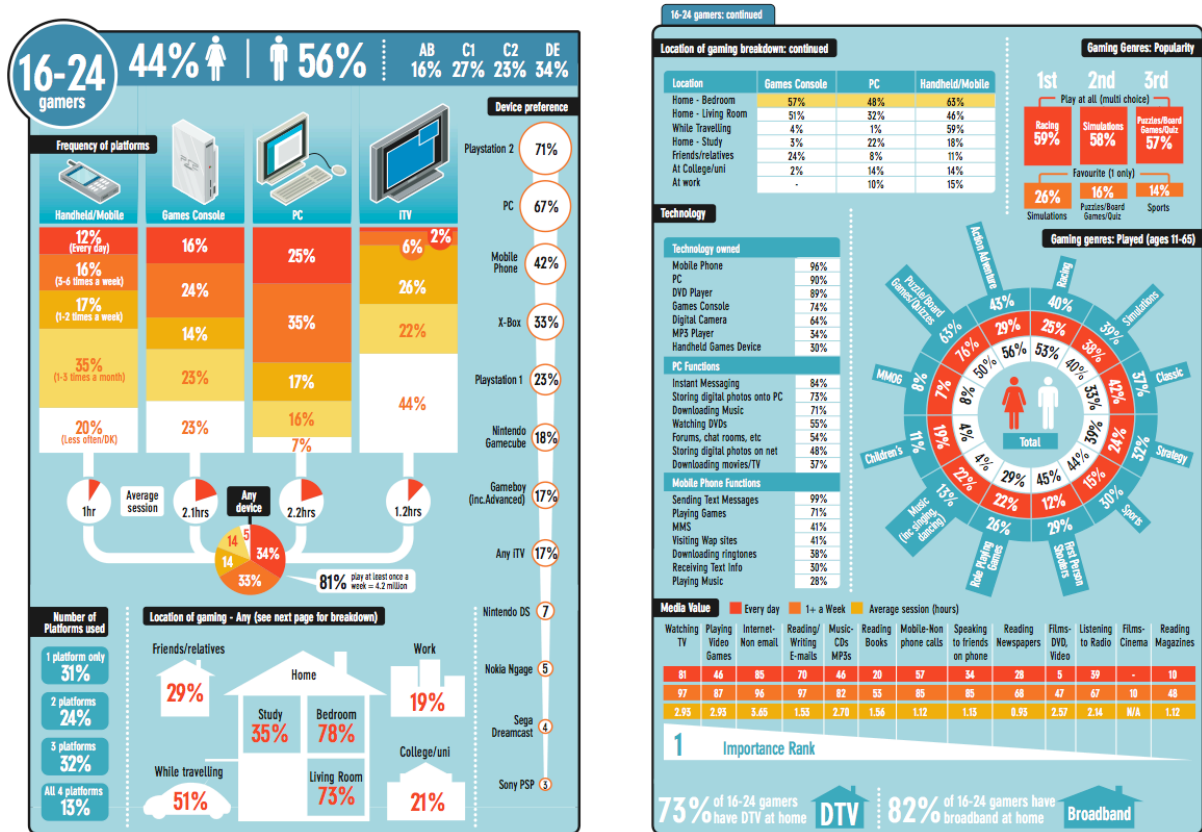 16-24
gamers
44%
56%
AB C1 C2 DE
16% 27% 23% 34%
Frequency of platforms
Handheld/Mobile
Games Console
PC
iTV
12%
(Every day)
16%
(3-6 times a week)
17%
(1-2 times a week)
35%
(1-3 times a month)
20%
(Less often/DK)
16%
24%
14%
23%
23%
25%
35%
17%
16%
7%
2%
6%
26%
22%
44%
1hr
Average
session
2.1hrs
Any
device
2.2hrs
1.2hrs
5
14
14
34%
33%
81% play at least once a
week = 4.2 million
Device preference
Playstation 2 71%
PC 67%
Mobile
Phone 42%
X-Box 33%
Playstation 1 23%
Nintendo
Gamecube 18%
Gameboy
(inc.Advanced) 17%
Any iTV 17%
Nintendo DS 7
Nokia Ngage 5
Sega
Dreamcast 4
Sony PSP 3
Number of
Platforms used
1 platform only
31%
2 platforms
24%
3 platforms
32%
All 4 platforms
13%
Location of gaming - Any (see next page for breakdown)
Friends/relatives
29%
Home
Study
35%
Bedroom
78%
Living Room
73%
Work
19%
While travelling
51%
College/uni
21%
16-24 gamers: continued
Location of gaming breakdown: continued
Location Games Console PC Handheld/Mobile
Home - Bedroom 57% 48% 63%
Home - Living Room 51% 32% 46%
While Travelling 4% 1% 59%
Home - Study 3% 22% 18%
Friends/relatives 24% 8% 11%
At College/uni 2% 14% 14%
At work - 10% 15%
Gaming Genres: Popularity
1st 2nd 3rd
Play at all (multi choice)
Racing
59%
Simulations
58%
Puzzles/Board
Games/Quiz
57%
Favourite (1 only)
26%
Simulations
16%
Puzzles/Board
Games/Quiz
14%
Sports
Technology
Technology owned
Mobile Phone 96%
PC 90%
DVD Player 89%
Games Console 74%
Digital Camera 64%
MP3 Player 34%
Handheld Games Device 30%
PC Functions
Instant Messaging 84%
Storing digital photos onto PC 73%
Downloading Music 71%
Watching DVDs 55%
Forums, chat rooms, etc 54%
Storing digital photos on net 48%
Downloading movies/TV 37%
Mobile Phone Functions
Sending Text Messages 99%
Playing Games 71%
MMS 41%
Visiting Wap sites 41%
Downloading ringtones 38%
Receiving Text Info 30%
Playing Music 28%
Gaming genres: Played (ages 11-65)
Action Adventure
43%
29%
56%
Racing
40%
25%
53%
Simulations
39%
38%
40%
Classic
37%
42%
33%
Strategy
32%
24%
39%
Sports
30%
15%
44%
First Person
Shooters
29%
12%
45%
Role Playing
Games
26%
22%
29%
Music
(inc singing,
dancing)
13%
22%
4%
Children's
11%
19%
4%
MMOG
8%
7%
8%
Puzzle/Board
Games/Quizzes
63%
76%
50%
Total
Media Value Every day 1+ a Week Average session (hours)
Watching
TV
Playing
Video
Games
Internet-
Non email
Reading/
Writing
E-mails
Music-
CDs
MP3s
Reading
Books
Mobile-Non
phone calls
Speaking
to friends
on phone
Reading
Newspapers
Films-
DVD,
Video
Listening
to Radio
Films-
Cinema
Reading
Magazines
81 46 85 70 46 20 57 34 28 5 39 - 10
97 87 96 97 82 55 85 85 68 47 67 10 48
2.93 2.93 3.65 1.53 2.70 1.56 1.12 1.13 0.93 2.57 2.14 N/A 1.12
1 Importance Rank
73% of 16-24 gamers
have DTV at home
DTV
82% of 16-24 gamers have
broadband at home
Broadband